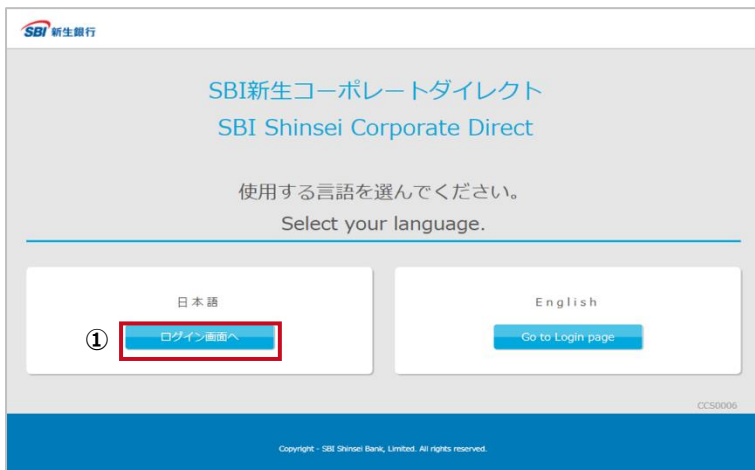 SBI 新生銀行
SBI新生コーポレートダイレクト
SBI Shinsei Corporate Direct
使用する言語を選んでください。
Select your language.
日本語
① ログイン画面へ
English
Go to Login page
CCS0006
Copyright - SBI Shinsei Bank, Limited. All rights reserved.